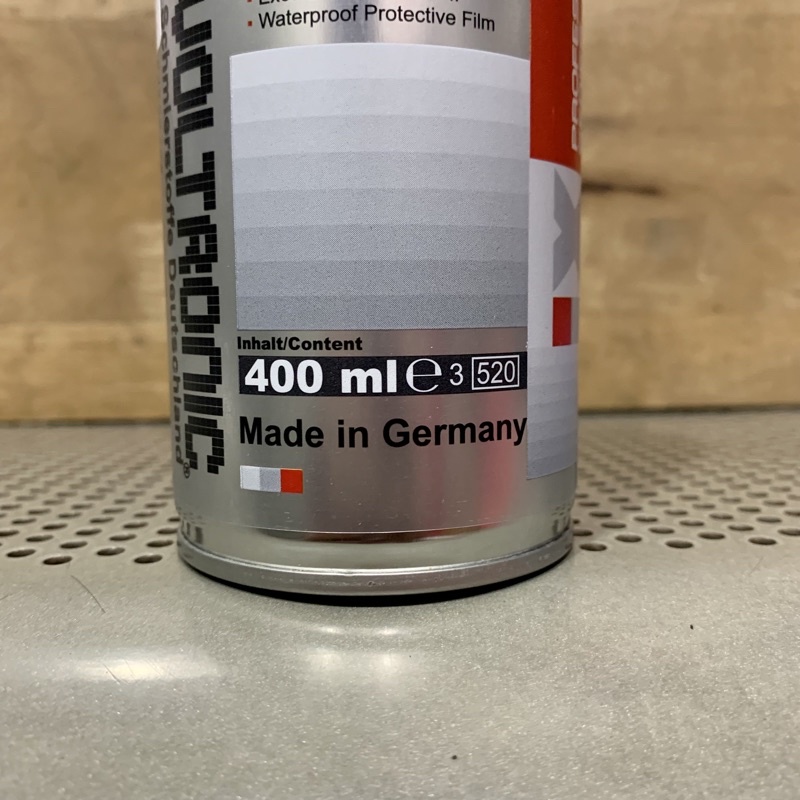 • Waterproof Protective Film
VOLTRONIC®
Schmierstoffe Deutschland
Inhalt/Content
400 ml ℮ 3 520
Made in Germany